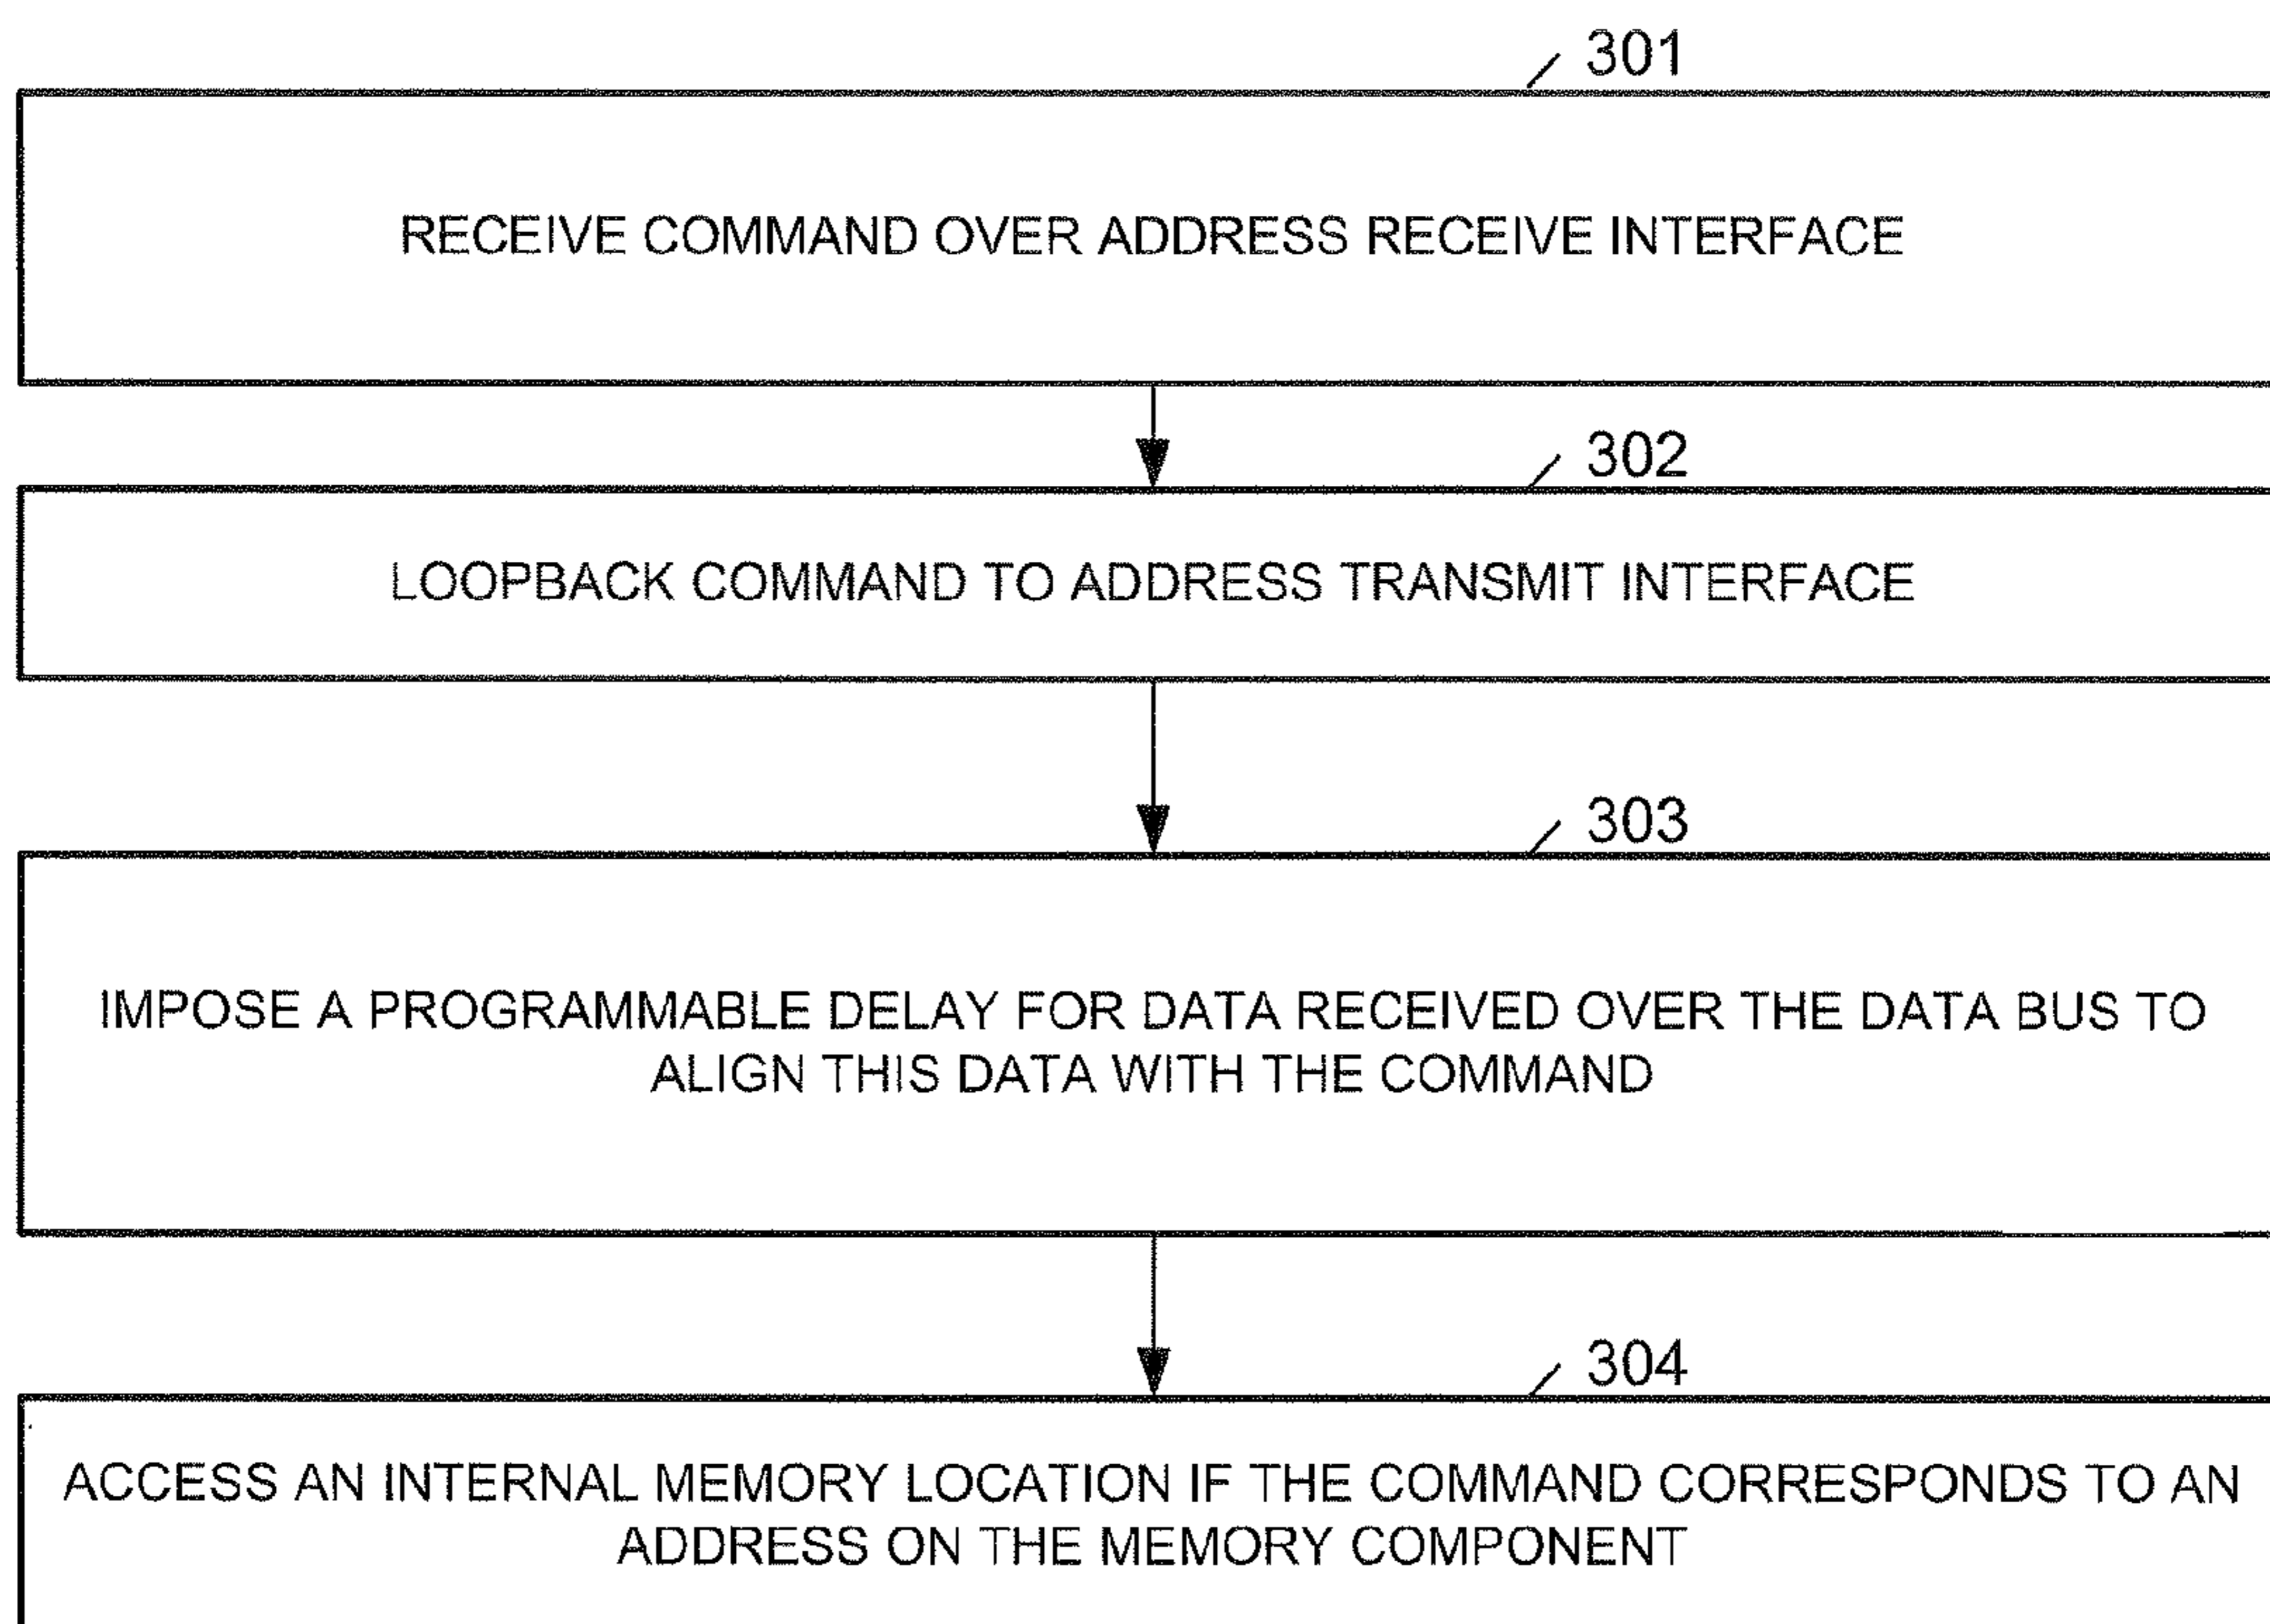 301
RECEIVE COMMAND OVER ADDRESS RECEIVE INTERFACE
302
LOOPBACK COMMAND TO ADDRESS TRANSMIT INTERFACE
303
IMPOSE A PROGRAMMABLE DELAY FOR DATA RECEIVED OVER THE DATA BUS TO
ALIGN THIS DATA WITH THE COMMAND
304
ACCESS AN INTERNAL MEMORY LOCATION IF THE COMMAND CORRESPONDS TO AN
ADDRESS ON THE MEMORY COMPONENT